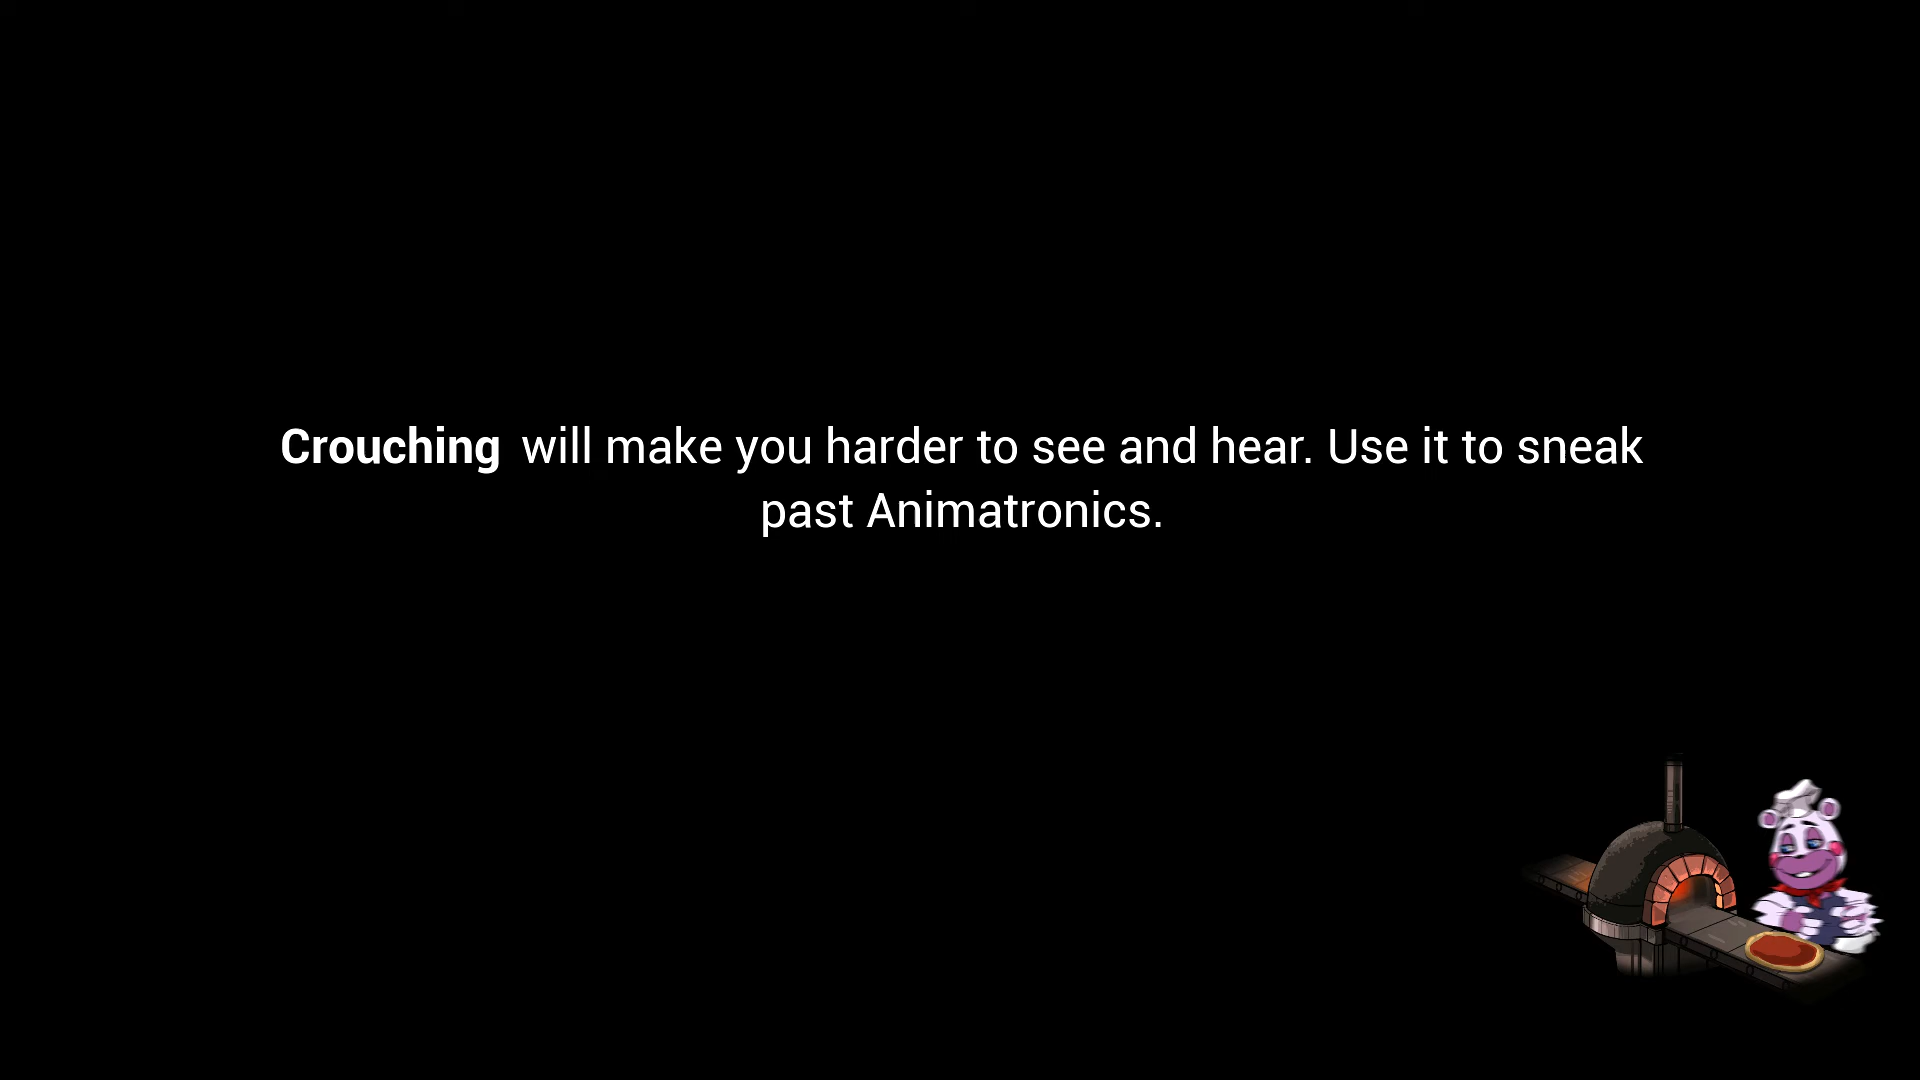 Crouching will make you harder to see and hear. Use it to sneak
past Animatronics.